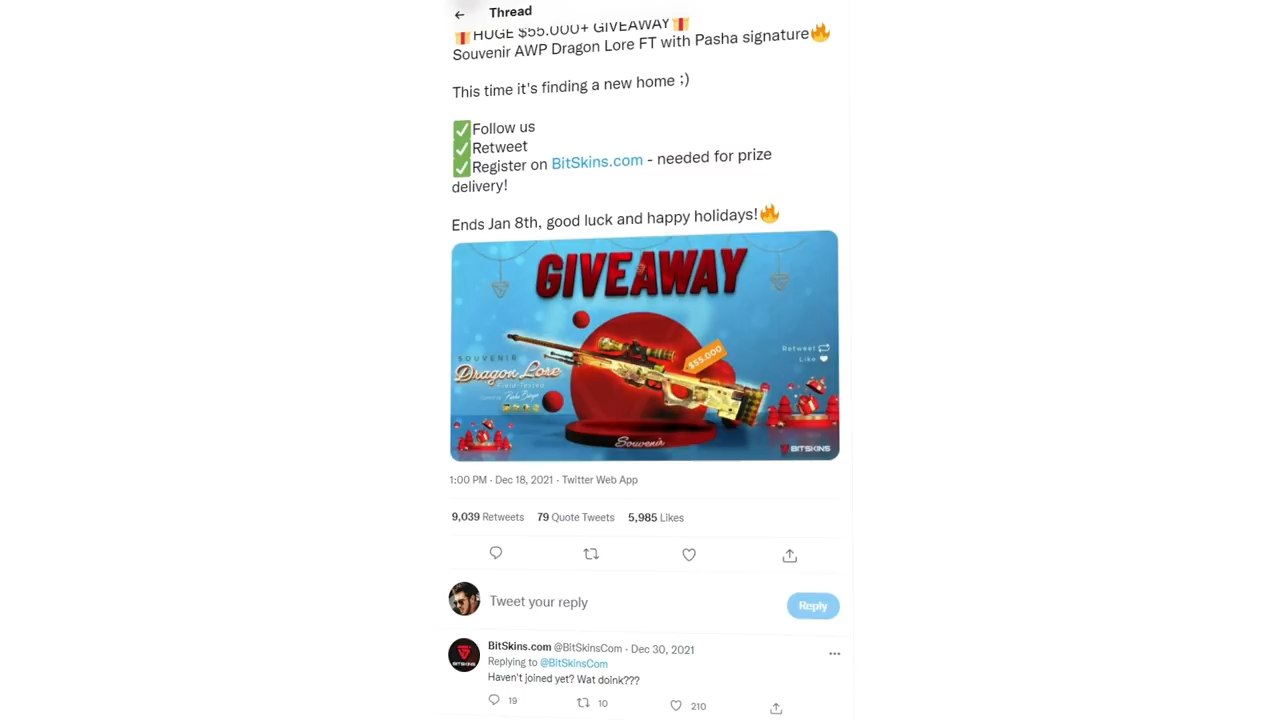 Thread
🎁HUGE $55.000+ GIVEAWAY🎁
Souvenir AWP Dragon Lore FT with Pasha signature🔥
This time it's finding a new home ;)
✅Follow us
✅Retweet
✅Register on BitSkins.com - needed for prize
delivery!
Ends Jan 8th, good luck and happy holidays!🔥
GIVEAWAY
$55.000
Retweet
Like
SOUVENIR
Dragon Lore
Field-Tested
Souvenir
BITSKINS
1:00 PM · Dec 18, 2021 · Twitter Web App
9,039 Retweets 79 Quote Tweets 5,985 Likes
Tweet your reply
Reply
BitSkins.com @BitSkinsCom · Dec 30, 2021
Replying to @BitSkinsCom
Haven't joined yet? Wat doink???
19 10 210